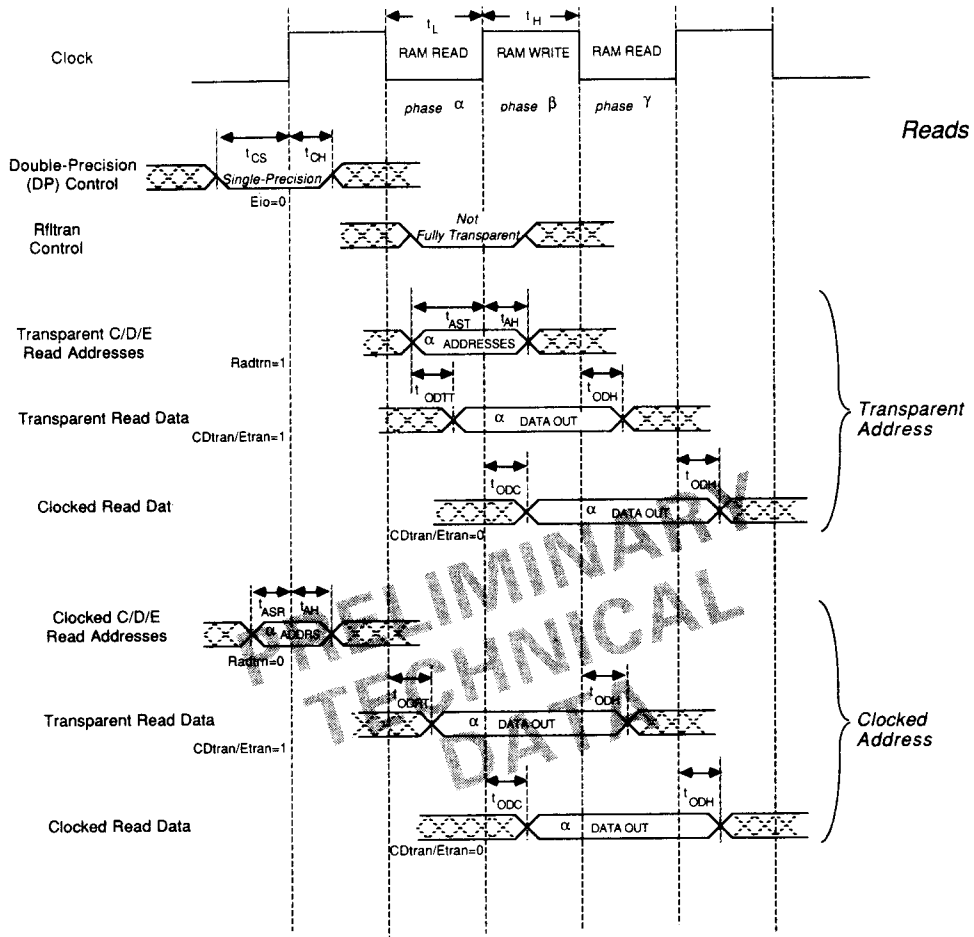 t_L
t_H
Clock
RAM READ
RAM WRITE
RAM READ
phase α
phase β
phase γ
Reads
t_CS
t_CH
Double-Precision
(DP) Control
Single-Precision
Eio=0
Rfltran
Control
Not
Fully Transparent
t_AST
t_AH
Transparent C/D/E
Read Addresses
α ADDRESSES
Radtrn=1
t_ODTT
t_ODH
Transparent Read Data
α DATA OUT
CDtran/Etran=1
Transparent
Address
t_ODC
t_ODH
Clocked Read Dat
α DATA OUT
CDtran/Etran=0
PRELIMINARY
TECHNICAL
DATA
t_ASR
t_AH
Clocked C/D/E
Read Addresses
α ADDRS
Radtrn=0
t_ODRT
t_ODH
Transparent Read Data
α DATA OUT
CDtran/Etran=1
Clocked
Address
t_ODC
t_ODH
Clocked Read Data
α DATA OUT
CDtran/Etran=0